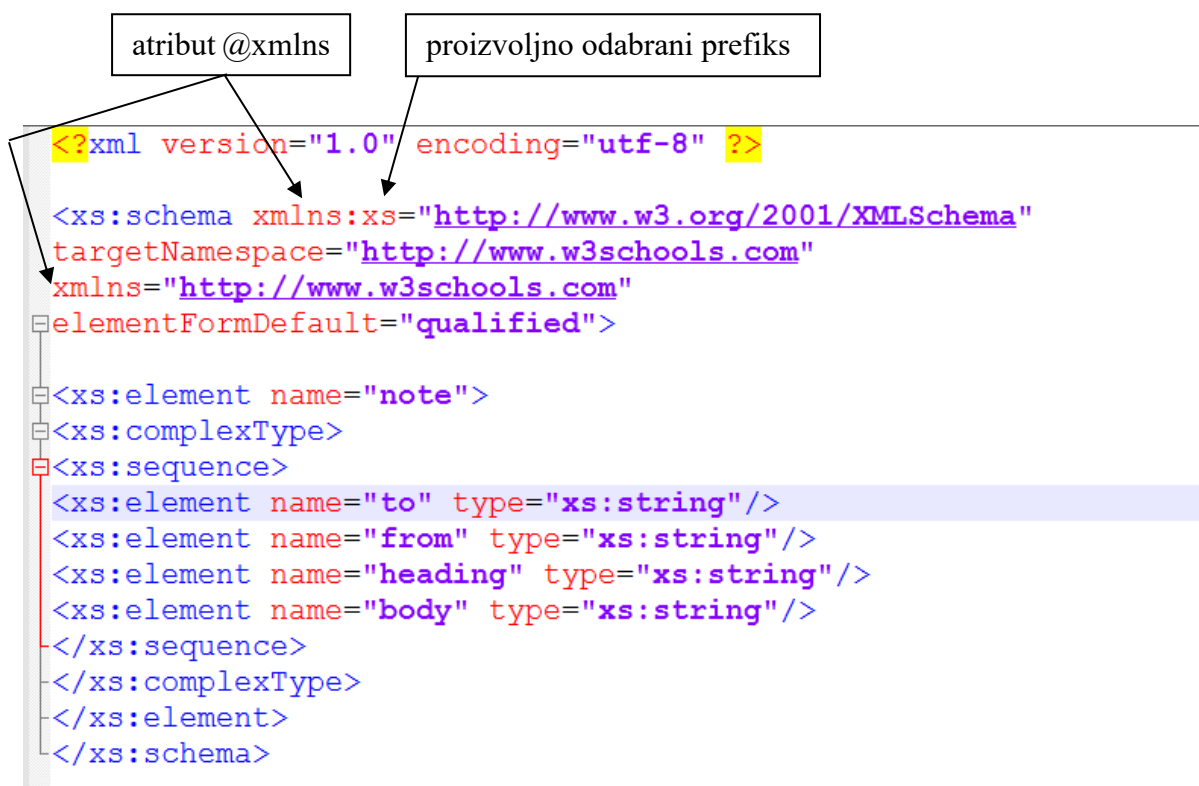 atribut @xmlns
proizvoljno odabrani prefiks
<?xml version="1.0" encoding="utf-8" ?>
<xs:schema xmlns:xs="http://www.w3.org/2001/XMLSchema"
targetNamespace="http://www.w3schools.com"
xmlns="http://www.w3schools.com"
elementFormDefault="qualified">
<xs:element name="note">
<xs:complexType>
<xs:sequence>
<xs:element name="to" type="xs:string"/>
<xs:element name="from" type="xs:string"/>
<xs:element name="heading" type="xs:string"/>
<xs:element name="body" type="xs:string"/>
</xs:sequence>
</xs:complexType>
</xs:element>
</xs:schema>